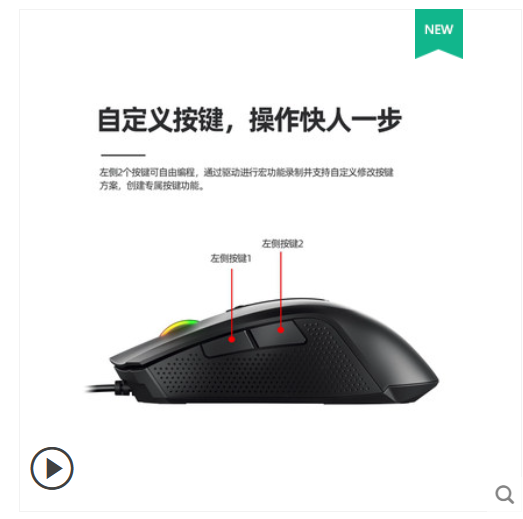 NEW
自定义按键，操作快人一步
左侧2个按键可自由编程，通过驱动进行宏功能录制并支持自定义修改按键
方案，创建专属按键功能。
左侧按键2
左侧按键1